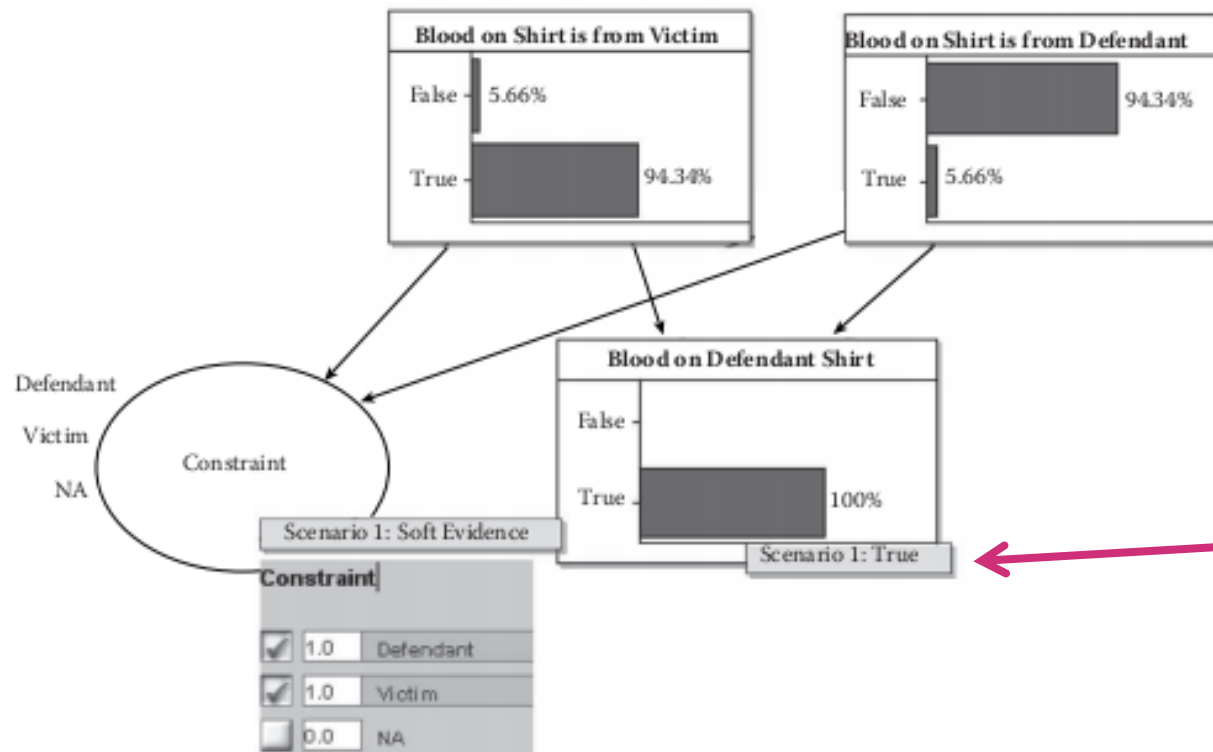 Blood on Shirt is from Victim
False
5.66%
True
94.34%
Blood on Shirt is from Defendant
False
94.34%
True
5.66%
Defendant
Victim
NA
Constraint
Blood on Defendant Shirt
False
True
100%
Scenario 1: True
Scenario 1: Soft Evidence
Constraint
1.0 Defendant
1.0 Victim
0.0 NA